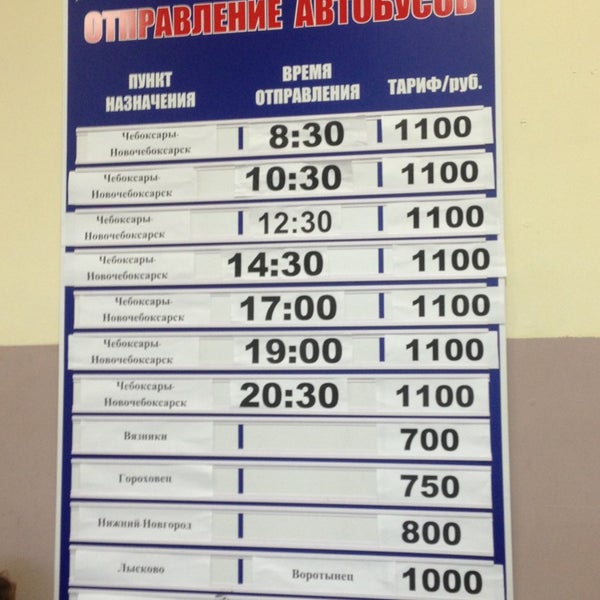 ОТПРАВЛЕНИЕ АВТОБУСОВ
ПУНКТ НАЗНАЧЕНИЯ ВРЕМЯ ОТПРАВЛЕНИЯ ТАРИФ/руб.
Чебоксары-Новочебоксарск 8:30 1100
Чебоксары-Новочебоксарск 10:30 1100
Чебоксары-Новочебоксарск 12:30 1100
Чебоксары-Новочебоксарск 14:30 1100
Чебоксары-Новочебоксарск 17:00 1100
Чебоксары-Новочебоксарск 19:00 1100
Чебоксары-Новочебоксарск 20:30 1100
Вязники 700
Гороховец 750
Нижний-Новгород 800
Лысково Воротынец 1000